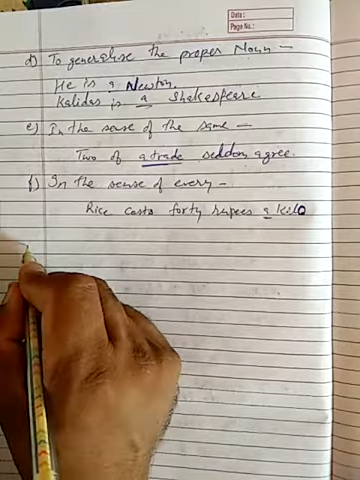 Date:
Page No.:
d) To generalise the proper Noun —
He is a Newton.
Kalidas is a Shakespeare
e) In the sense of the same —
Two of a trade seldom agree.
f) In the sense of every —
Rice costs forty rupees a kilo